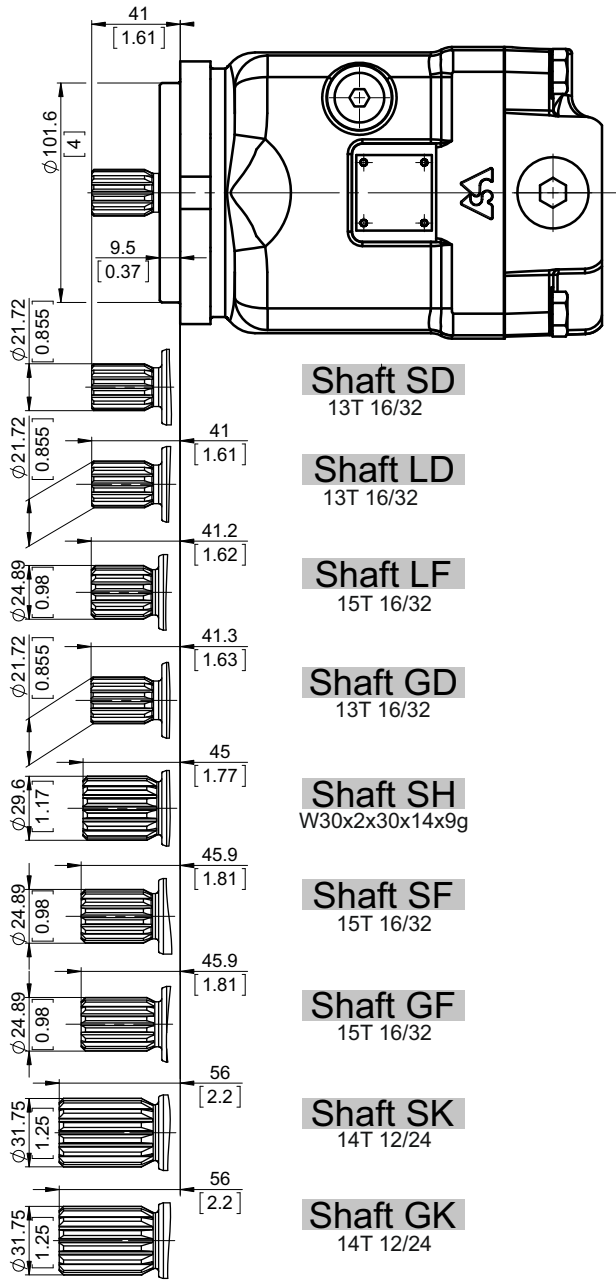 41
[1.61]
⌀101.6
[4]
9.5
[0.37]
⌀21.72
[0.855]
Shaft SD
13T 16/32
41
[1.61]
⌀21.72
[0.855]
Shaft LD
13T 16/32
41.2
[1.62]
⌀24.89
[0.98]
Shaft LF
15T 16/32
41.3
[1.63]
⌀21.72
[0.855]
Shaft GD
13T 16/32
45
[1.77]
⌀29.6
[1.17]
Shaft SH
W30x2x30x14x9g
45.9
[1.81]
⌀24.89
[0.98]
Shaft SF
15T 16/32
45.9
[1.81]
⌀24.89
[0.98]
Shaft GF
15T 16/32
56
[2.2]
⌀31.75
[1.25]
Shaft SK
14T 12/24
56
[2.2]
⌀31.75
[1.25]
Shaft GK
14T 12/24